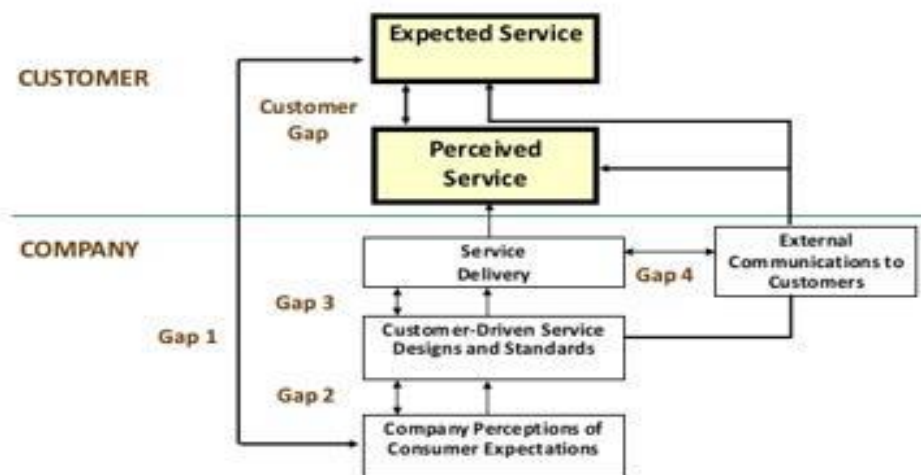 Expected Service
CUSTOMER
Customer
Gap
Perceived
Service
COMPANY
Service
Delivery
External
Communications to
Customers
Gap 4
Gap 3
Customer-Driven Service
Designs and Standards
Gap 1
Gap 2
Company Perceptions of
Consumer Expectations